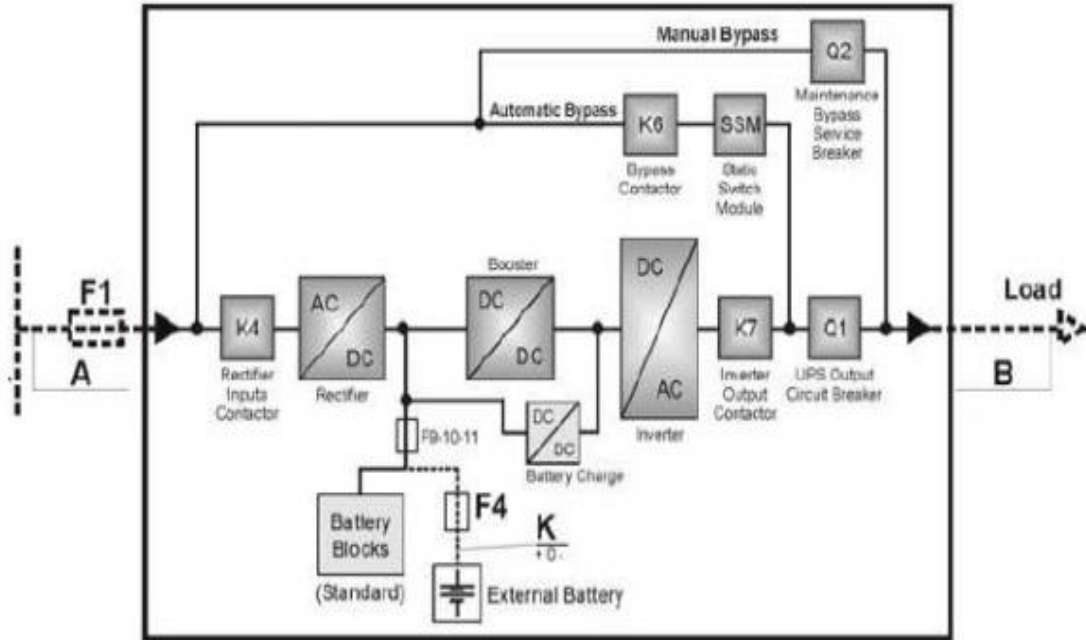 Manual Bypass
Q2
Maintenance
Bypass
Service
Breaker
Automatic Bypass
K6
SSM
Bypass
Contactor
Static
Switch
Module
F1
A
K4
Rectifier
Inputs
Contactor
AC
DC
Rectifier
Booster
DC
DC
DC
AC
Inverter
K7
Inverter
Output
Contactor
Q1
UPS Output
Circuit Breaker
Load
B
F9-10-11
DC
DC
Battery Charge
Battery
Blocks
(Standard)
F4
K
External Battery